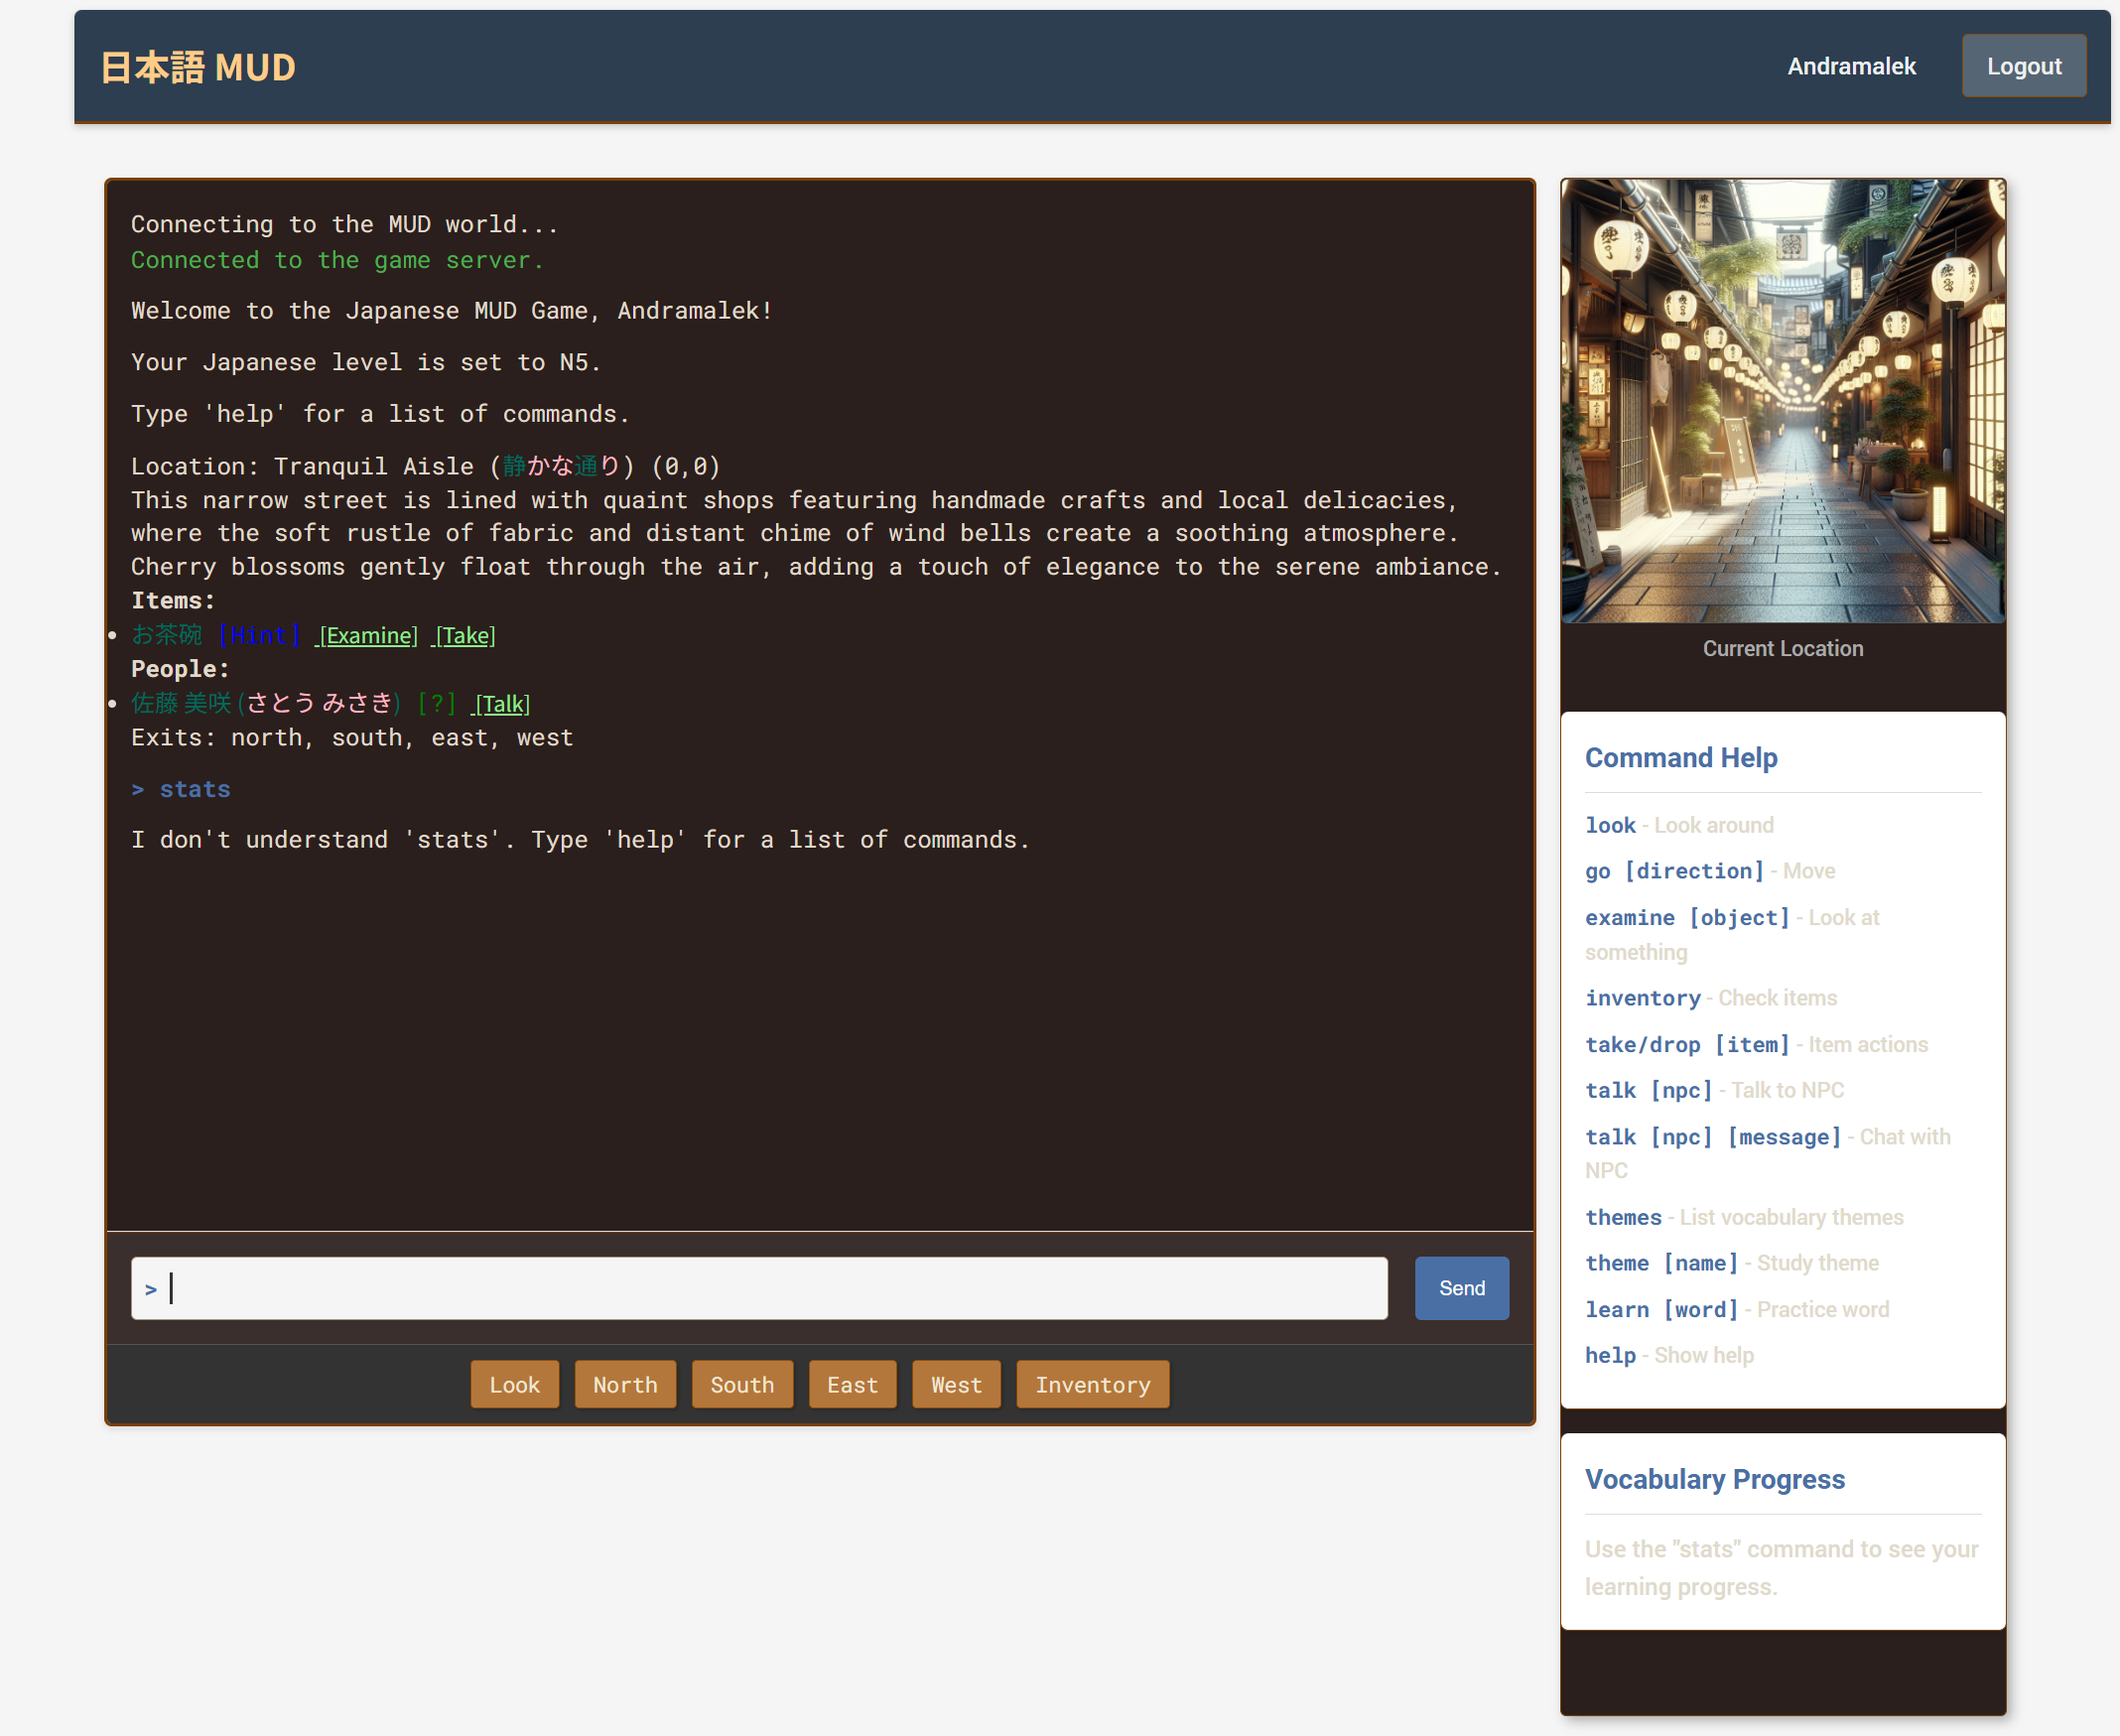 日本語 MUD
Andramalek
Logout
Connecting to the MUD world...
Connected to the game server.
Welcome to the Japanese MUD Game, Andramalek!
Your Japanese level is set to N5.
Type 'help' for a list of commands.
Location: Tranquil Aisle (静かな通り) (0,0)
This narrow street is lined with quaint shops featuring handmade crafts and local delicacies,
where the soft rustle of fabric and distant chime of wind bells create a soothing atmosphere.
Cherry blossoms gently float through the air, adding a touch of elegance to the serene ambiance.
Items:
お茶碗 [Hint] [Examine] [Take]
People:
佐藤 美咲 (さとう みさき) [?] [Talk]
Exits: north, south, east, west
> stats
I don't understand 'stats'. Type 'help' for a list of commands.
>
Send
Look
North
South
East
West
Inventory
Current Location
Command Help
look - Look around
go [direction] - Move
examine [object] - Look at
something
inventory - Check items
take/drop [item] - Item actions
talk [npc] - Talk to NPC
talk [npc] [message] - Chat with
NPC
themes - List vocabulary themes
theme [name] - Study theme
learn [word] - Practice word
help - Show help
Vocabulary Progress
Use the "stats" command to see your
learning progress.